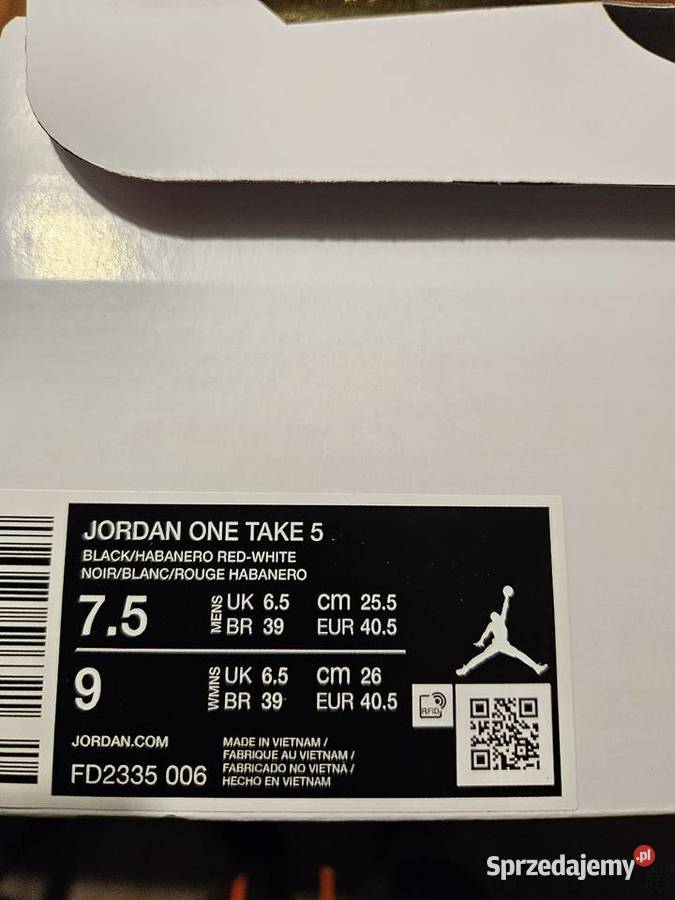 JORDAN ONE TAKE 5
BLACK/HABANERO RED-WHITE
NOIR/BLANC/ROUGE HABANERO
7.5 MENS UK 6.5 cm 25.5
BR 39 EUR 40.5
9 WMNS UK 6.5 cm 26
BR 39 EUR 40.5
RFID
JORDAN.COM
FD2335 006
MADE IN VIETNAM /
FABRIQUE AU VIETNAM /
FABRICADO NO VIETNÃ /
HECHO EN VIETNAM
Sprzedajemy.pl